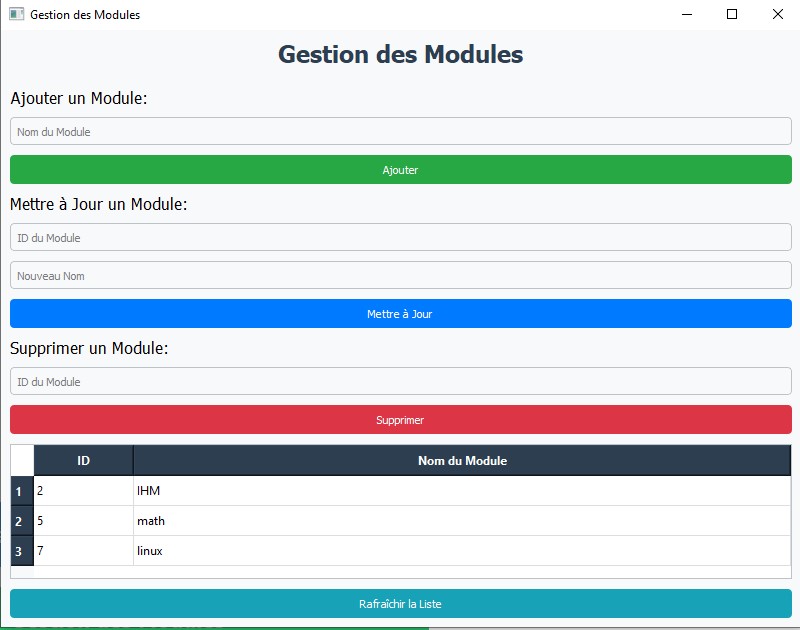 Gestion des Modules
Gestion des Modules
Ajouter un Module:
Nom du Module
Ajouter
Mettre à Jour un Module:
ID du Module
Nouveau Nom
Mettre à Jour
Supprimer un Module:
ID du Module
Supprimer
ID Nom du Module
1 2 IHM
2 5 math
3 7 linux
Rafraîchir la Liste